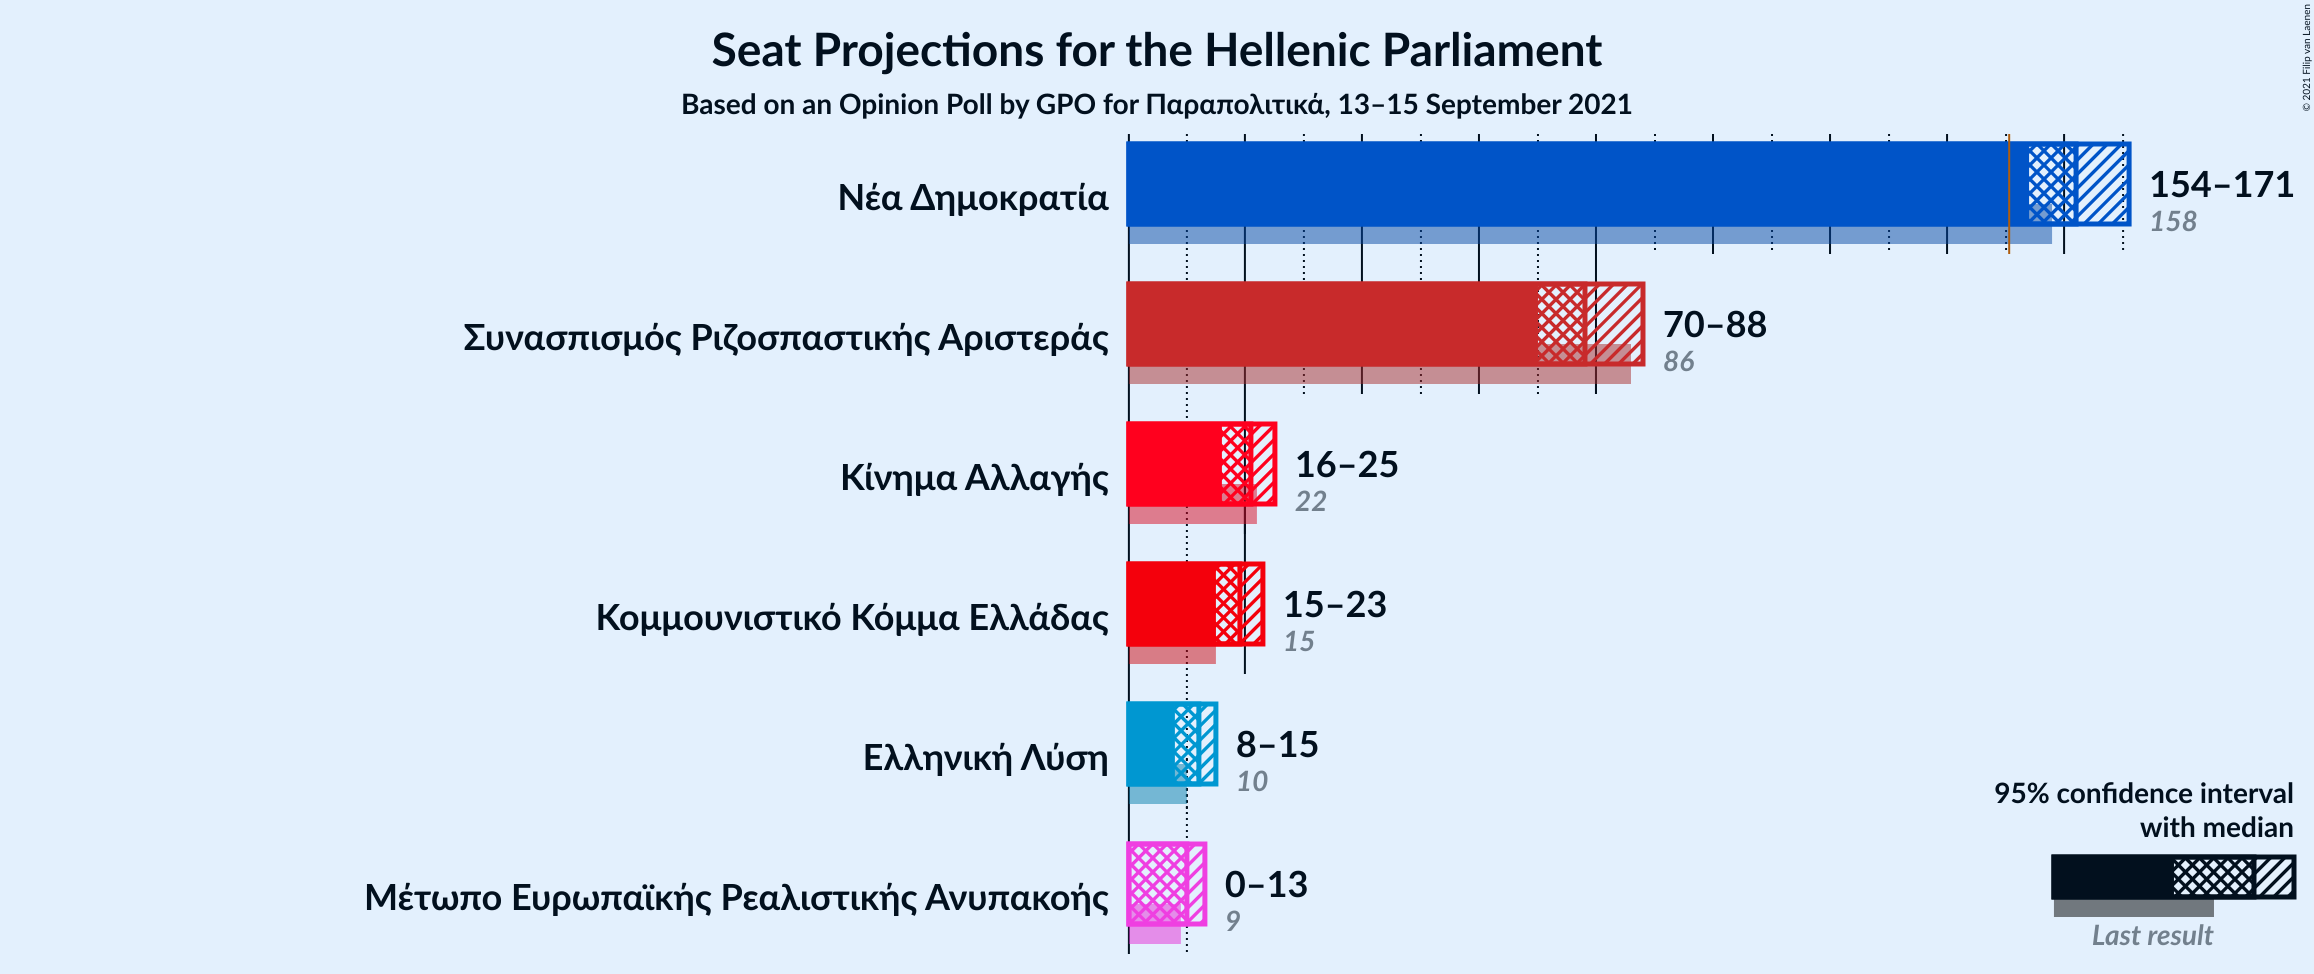 © 2021 Filip van Laenen
Seat Projections for the Hellenic Parliament
Based on an Opinion Poll by GPO for Παραπολιτικά, 13–15 September 2021
Νέα Δημοκρατία
154–171
158
Συνασπισμός Ριζοσπαστικής Αριστεράς
70–88
86
Κίνημα Αλλαγής
16–25
22
Κομμουνιστικό Κόμμα Ελλάδας
15–23
15
Ελληνική Λύση
8–15
10
Μέτωπο Ευρωπαϊκής Ρεαλιστικής Ανυπακοής
0–13
9
95% confidence interval
with median
Last result